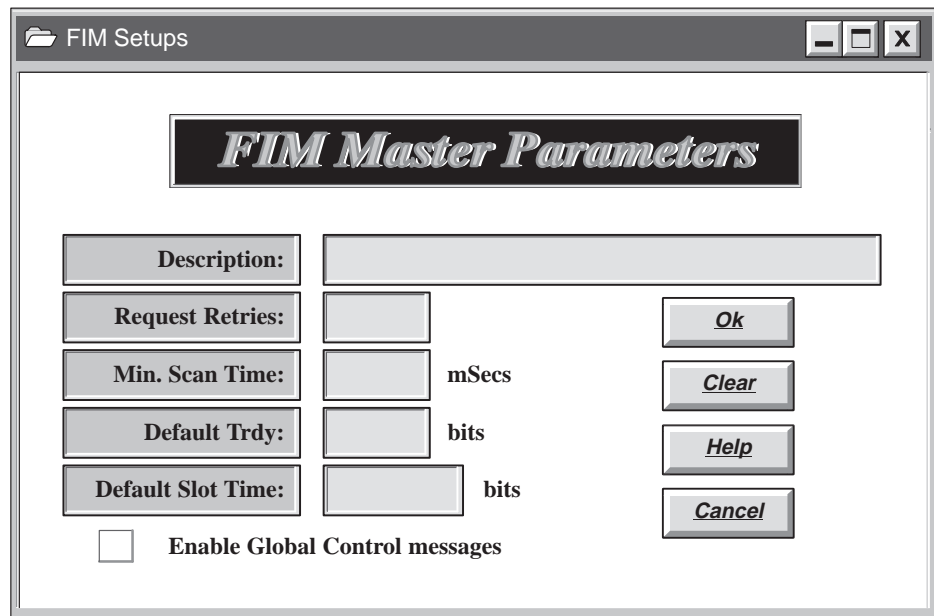 FIM Setups
X
FIM Master Parameters
Description:
Request Retries:
Ok
Min. Scan Time: mSecs
Clear
Default Trdy: bits
Help
Default Slot Time: bits
Cancel
Enable Global Control messages